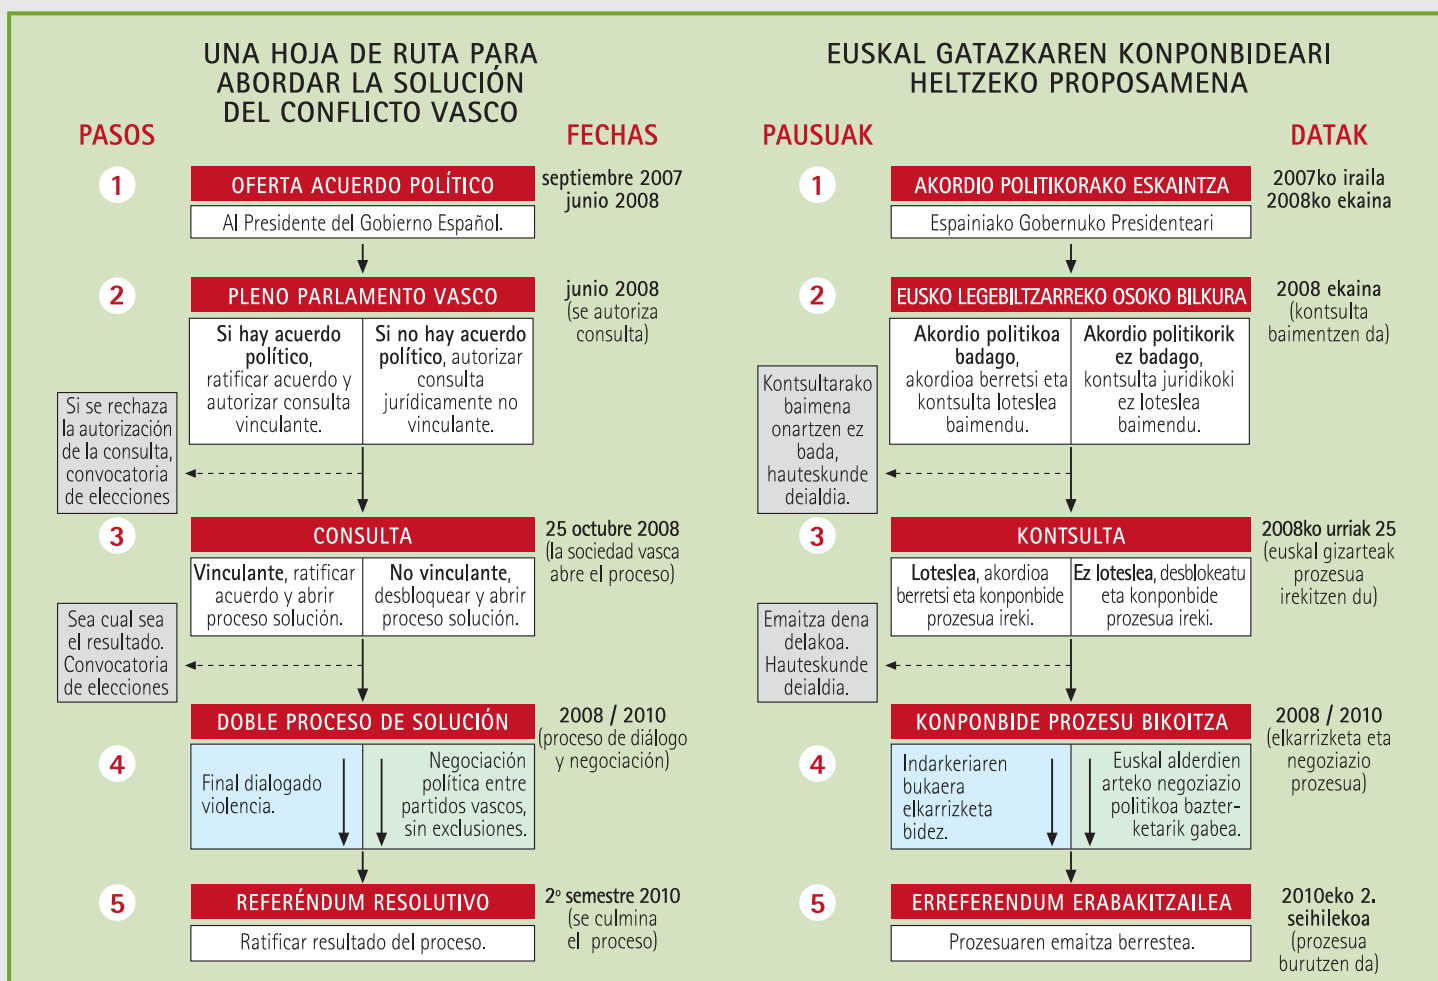 UNA HOJA DE RUTA PARA
ABORDAR LA SOLUCIÓN
DEL CONFLICTO VASCO
PASOS
FECHAS
1
OFERTA ACUERDO POLÍTICO
Al Presidente del Gobierno Español.
septiembre 2007
junio 2008
2
PLENO PARLAMENTO VASCO
junio 2008
(se autoriza
consulta)
Si hay acuerdo
político,
ratificar acuerdo y
autorizar consulta
vinculante.
Si no hay acuerdo
político, autorizar
consulta
jurídicamente no
vinculante.
Si se rechaza
la autorización
de la consulta,
convocatoria
de elecciones
3
CONSULTA
25 octubre 2008
(la sociedad vasca
abre el proceso)
Vinculante, ratificar
acuerdo y abrir
proceso solución.
No vinculante,
desbloquear y abrir
proceso solución.
Sea cual sea
el resultado.
Convocatoria
de elecciones
DOBLE PROCESO DE SOLUCIÓN
2008 / 2010
(proceso de diálogo
y negociación)
4
Final dialogado
violencia.
Negociación
política entre
partidos vascos,
sin exclusiones.
5
REFERÉNDUM RESOLUTIVO
Ratificar resultado del proceso.
2º semestre 2010
(se culmina
el proceso)
EUSKAL GATAZKAREN KONPONBIDEARI
HELTZEKO PROPOSAMENA
PAUSUAK
DATAK
1
AKORDIO POLITIKORAKO ESKAINTZA
Espainiako Gobernuko Presidenteari
2007ko iraila
2008ko ekaina
2
EUSKO LEGEBILTZARREKO OSOKO BILKURA
2008 ekaina
(kontsulta
baimentzen da)
Akordio politikoa
badago,
akordioa berretsi eta
kontsulta loteslea
baimendu.
Akordio politikorik
ez badago,
kontsulta juridikoki
ez loteslea
baimendu.
Kontsultarako
baimena
onartzen ez
bada,
hauteskunde
deialdia.
3
KONTSULTA
2008ko urriak 25
(euskal gizarteak
prozesua
irekitzen du)
Loteslea, akordioa
berretsi eta konponbide
prozesua ireki.
Ez loteslea, desblokeatu
eta konponbide
prozesua ireki.
Emaitza dena
delakoa.
Hauteskunde
deialdia.
KONPONBIDE PROZESU BIKOITZA
2008 / 2010
(elkarrizketa eta
negoziazio
prozesua)
4
Indarkeriaren
bukaera
elkarrizketa
bidez.
Euskal alderdien
arteko negoziazio
politikoa bazter-
ketarik gabea.
5
ERREFERENDUM ERABAKITZAILEA
Prozesuaren emaitza berrestea.
2010eko 2.
seihilekoa
(prozesua
burutzen da)